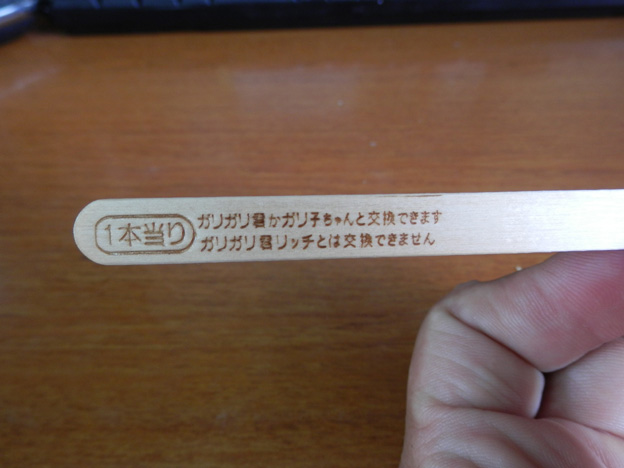 1本当り
ガリガリ君かガリ子ちゃんと交換できます
ガリガリ君リッチとは交換できません